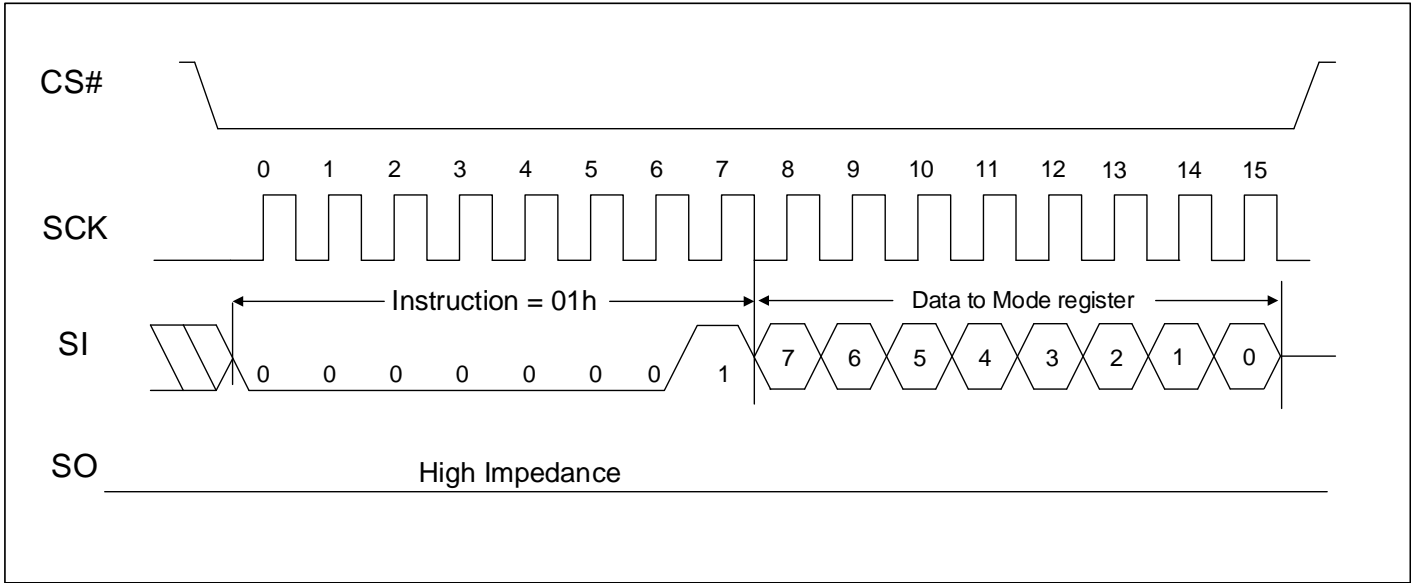 CS#
0 1 2 3 4 5 6 7 8 9 10 11 12 13 14 15
SCK
Instruction = 01h Data to Mode register
SI
0 0 0 0 0 0 0 1 7 6 5 4 3 2 1 0
SO
High Impedance